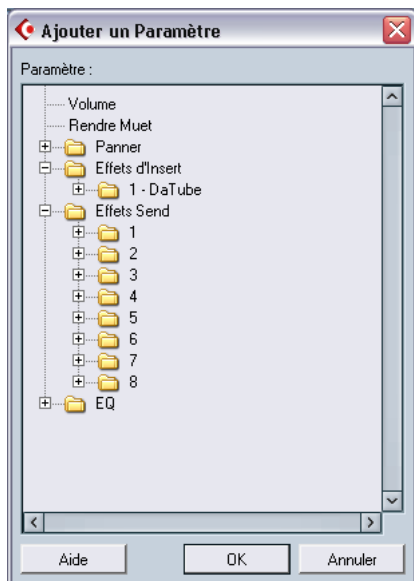 Ajouter un Paramètre
Paramètre :
Volume
Rendre Muet
Panner
Effets d'Insert
1 - DaTube
Effets Send
1
2
3
4
5
6
7
8
EQ
Aide
OK
Annuler